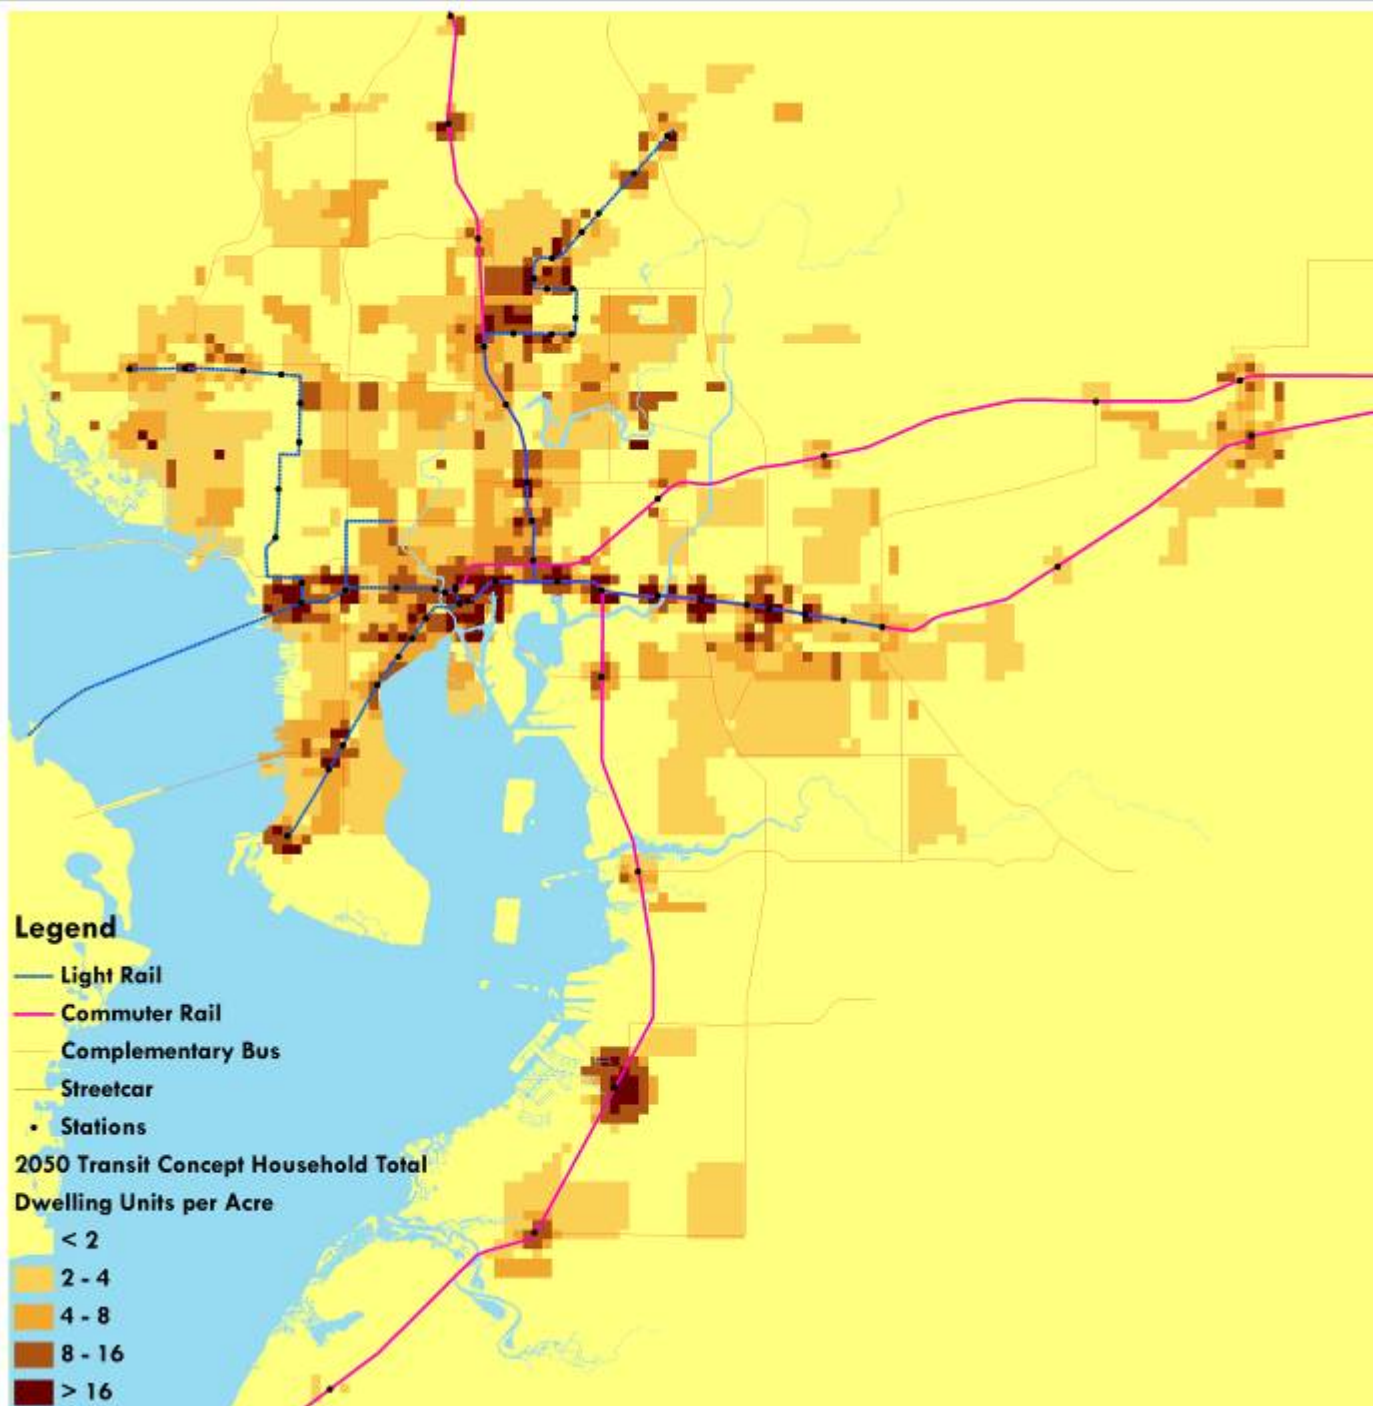 Legend
Light Rail
Commuter Rail
Complementary Bus
Streetcar
Stations
2050 Transit Concept Household Total
Dwelling Units per Acre
< 2
2 - 4
4 - 8
8 - 16
> 16